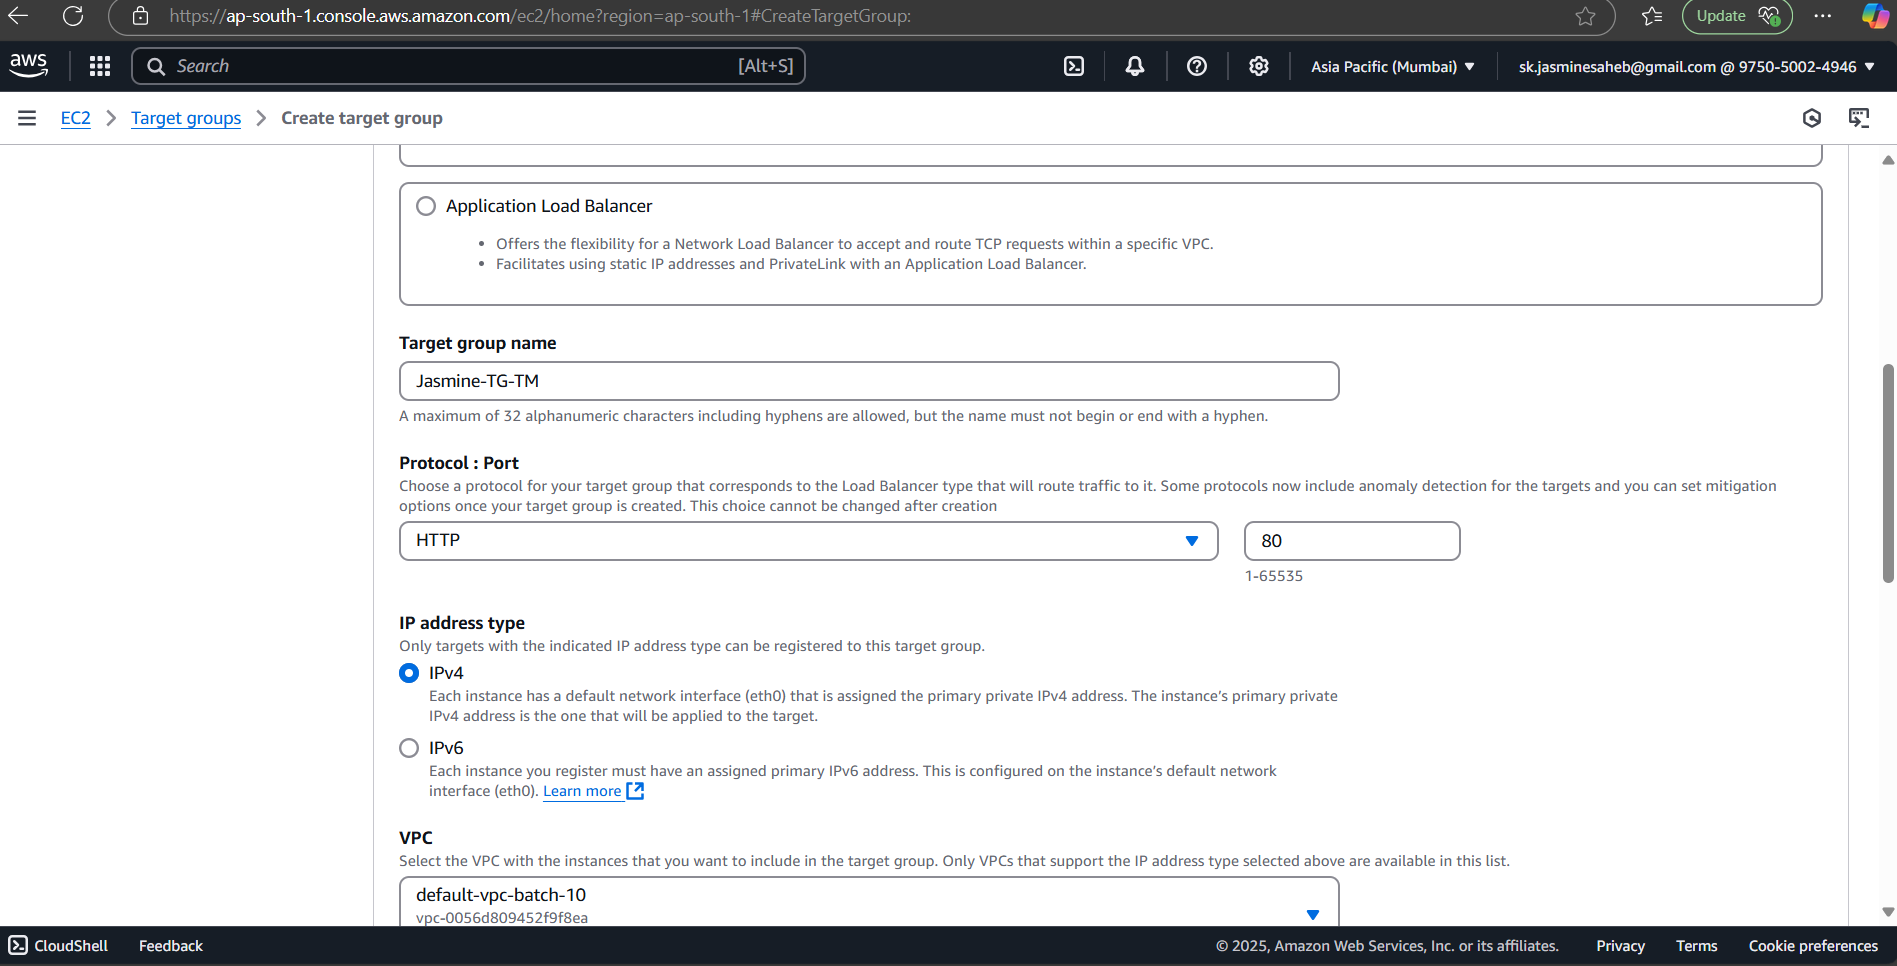 https://ap-south-1.console.aws.amazon.com/ec2/home?region=ap-south-1#CreateTargetGroup:
Update
aws
Search
[Alt+S]
Asia Pacific (Mumbai)
sk.jasminesaheb@gmail.com @ 9750-5002-4946
EC2
Target groups
Create target group
Application Load Balancer
• Offers the flexibility for a Network Load Balancer to accept and route TCP requests within a specific VPC.
• Facilitates using static IP addresses and PrivateLink with an Application Load Balancer.
Target group name
Jasmine-TG-TM
A maximum of 32 alphanumeric characters including hyphens are allowed, but the name must not begin or end with a hyphen.
Protocol : Port
Choose a protocol for your target group that corresponds to the Load Balancer type that will route traffic to it. Some protocols now include anomaly detection for the targets and you can set mitigation
options once your target group is created. This choice cannot be changed after creation
HTTP
80
1-65535
IP address type
Only targets with the indicated IP address type can be registered to this target group.
IPv4
Each instance has a default network interface (eth0) that is assigned the primary private IPv4 address. The instance’s primary private
IPv4 address is the one that will be applied to the target.
IPv6
Each instance you register must have an assigned primary IPv6 address. This is configured on the instance’s default network
interface (eth0). Learn more
VPC
Select the VPC with the instances that you want to include in the target group. Only VPCs that support the IP address type selected above are available in this list.
default-vpc-batch-10
vpc-0056d809452f9f8ea
CloudShell
Feedback
© 2025, Amazon Web Services, Inc. or its affiliates.
Privacy
Terms
Cookie preferences